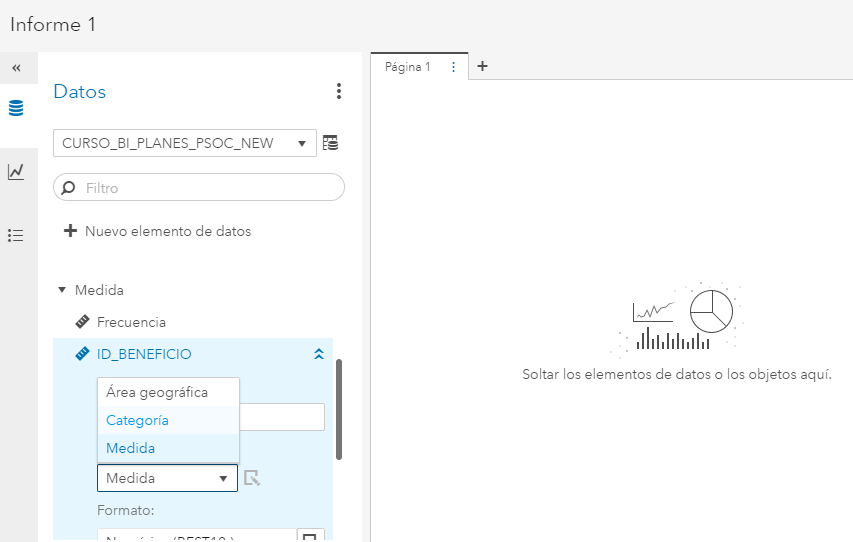 Informe 1
Datos
CURSO_BI_PLANES_PSOC_NEW
Filtro
Nuevo elemento de datos
Medida
Frecuencia
ID_BENEFICIO
Área geográfica
Categoría
Medida
Medida
Formato:
Página 1
Soltar los elementos de datos o los objetos aquí.